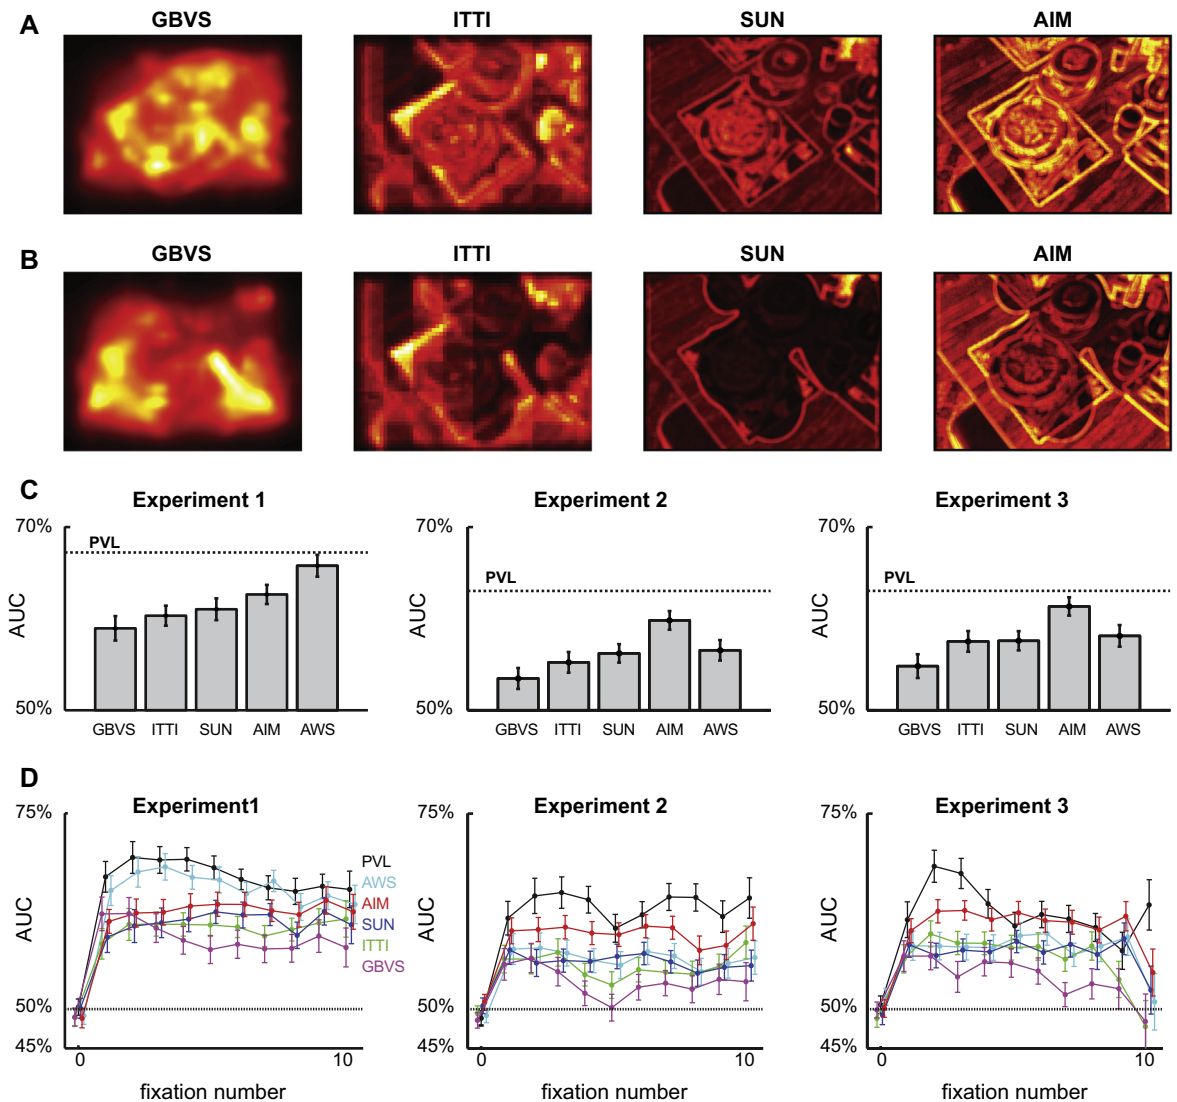 A
GBVS ITTI SUN AIM
B
GBVS ITTI SUN AIM
C
Experiment 1 Experiment 2 Experiment 3
70% 70% 70%
PVL PVL PVL
AUC AUC AUC
50% 50% 50%
GBVS ITTI SUN AIM AWS GBVS ITTI SUN AIM AWS GBVS ITTI SUN AIM AWS
D
Experiment1 Experiment 2 Experiment 3
75% 75% 75%
PVL
AWS
AIM
SUN
ITTI
GBVS
AUC AUC AUC
50% 50% 50%
45% 45% 45%
0 10 0 10 0 10
fixation number fixation number fixation number